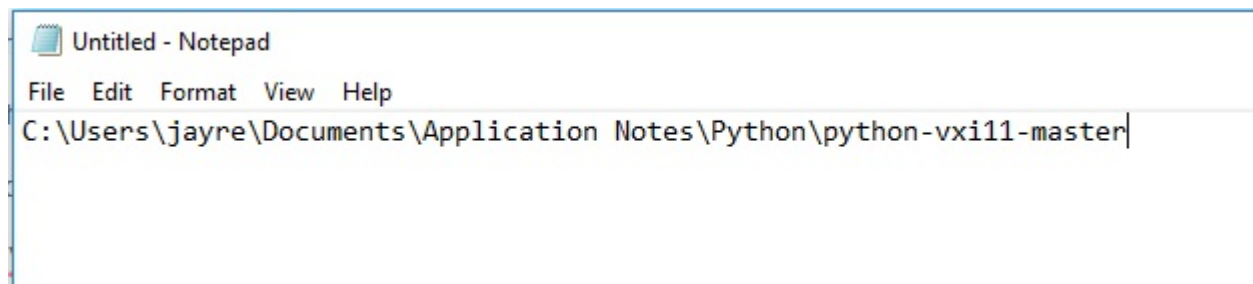 Untitled - Notepad
File Edit Format View Help
C:\Users\jayre\Documents\Application Notes\Python\python-vxi11-master